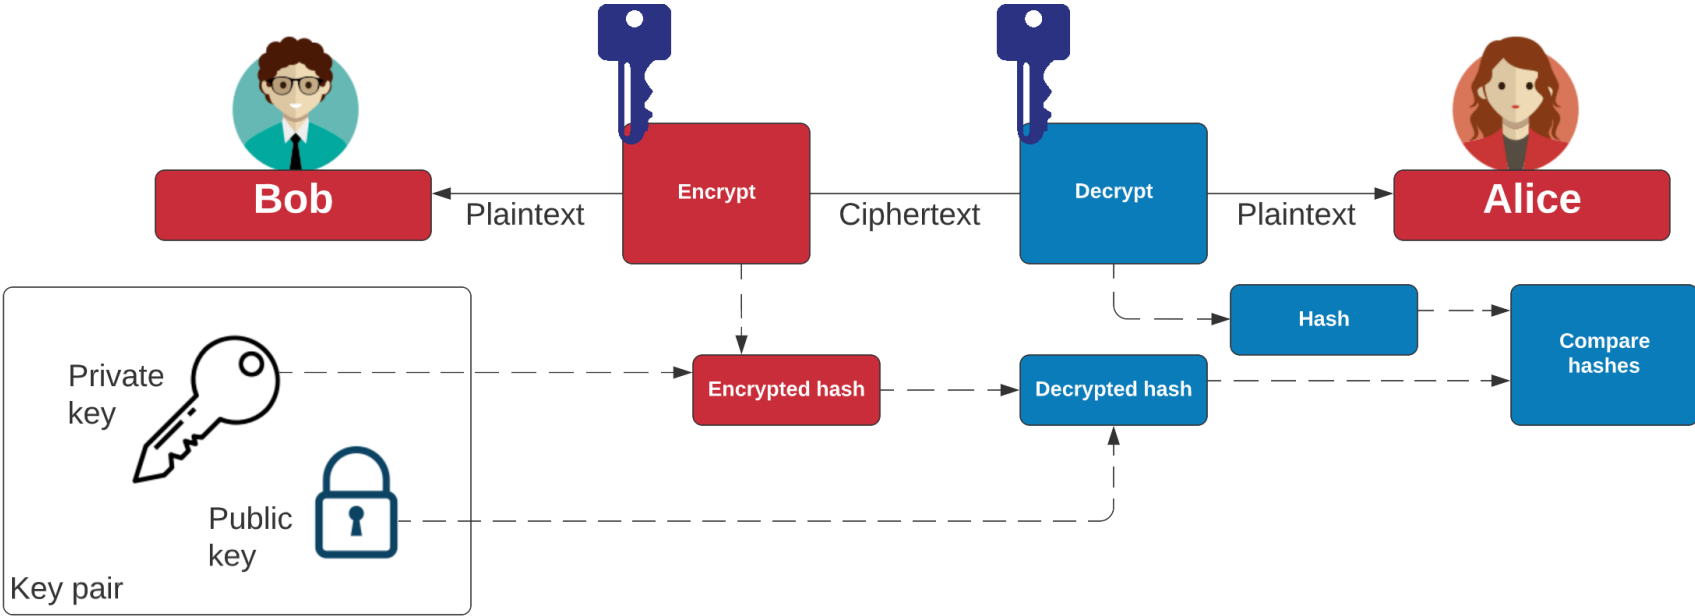 Bob
Plaintext
Encrypt
Ciphertext
Decrypt
Plaintext
Alice
Hash
Compare
hashes
Private
key
Encrypted hash
Decrypted hash
Public
key
Key pair